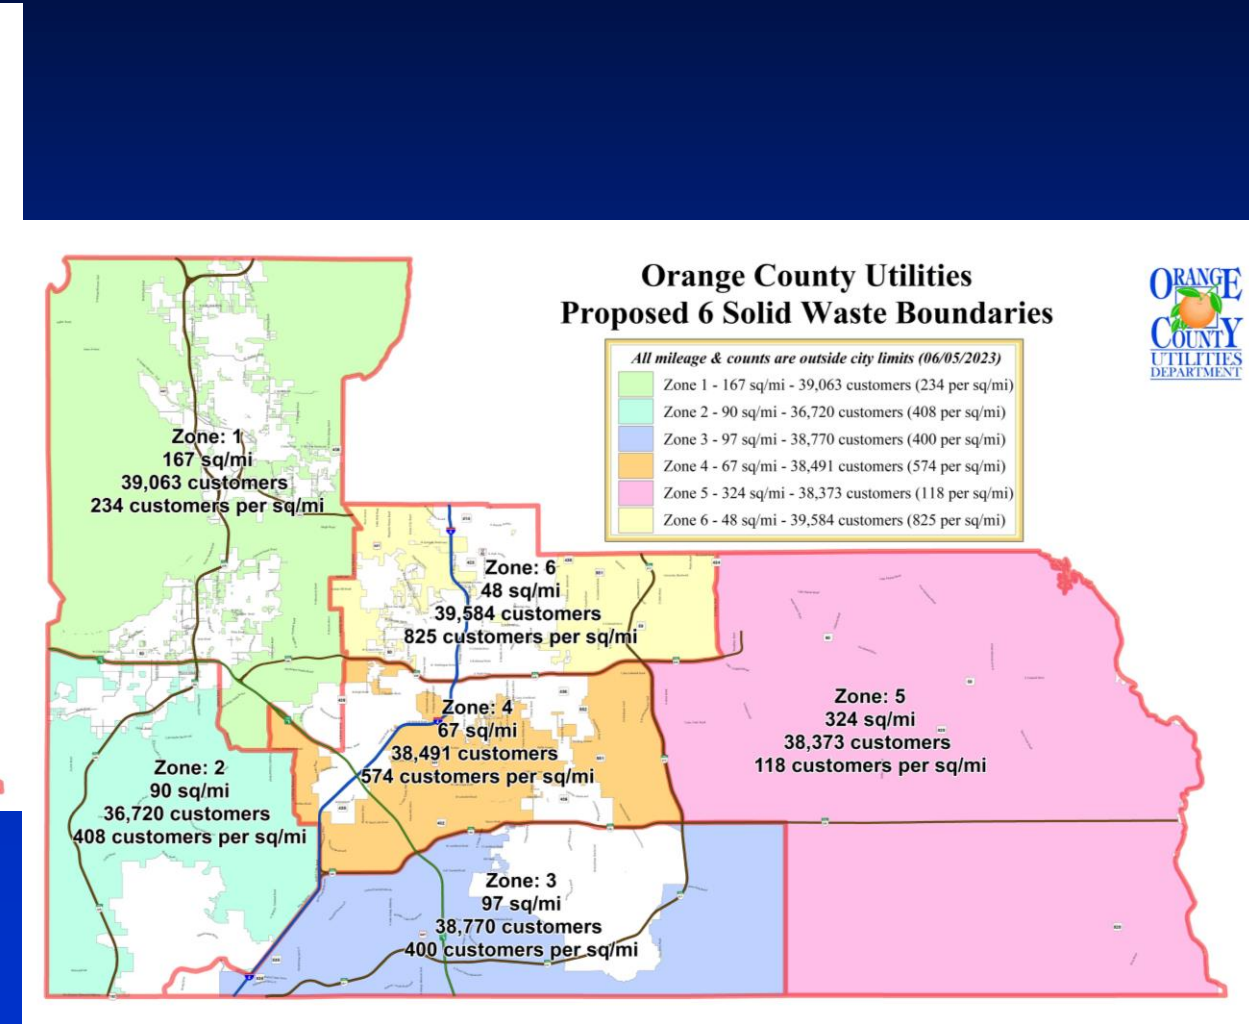 Orange County Utilities
Proposed 6 Solid Waste Boundaries
ORANGE
COUNTY
UTILITIES
DEPARTMENT
All mileage & counts are outside city limits (06/05/2023)
Zone 1 - 167 sq/mi - 39,063 customers (234 per sq/mi)
Zone 2 - 90 sq/mi - 36,720 customers (408 per sq/mi)
Zone 3 - 97 sq/mi - 38,770 customers (400 per sq/mi)
Zone 4 - 67 sq/mi - 38,491 customers (574 per sq/mi)
Zone 5 - 324 sq/mi - 38,373 customers (118 per sq/mi)
Zone 6 - 48 sq/mi - 39,584 customers (825 per sq/mi)
Zone: 1
167 sq/mi
39,063 customers
234 customers per sq/mi
Zone: 6
48 sq/mi
39,584 customers
825 customers per sq/mi
Zone: 5
324 sq/mi
38,373 customers
118 customers per sq/mi
Zone: 4
67 sq/mi
38,491 customers
574 customers per sq/mi
Zone: 2
90 sq/mi
36,720 customers
408 customers per sq/mi
Zone: 3
97 sq/mi
38,770 customers
400 customers per sq/mi